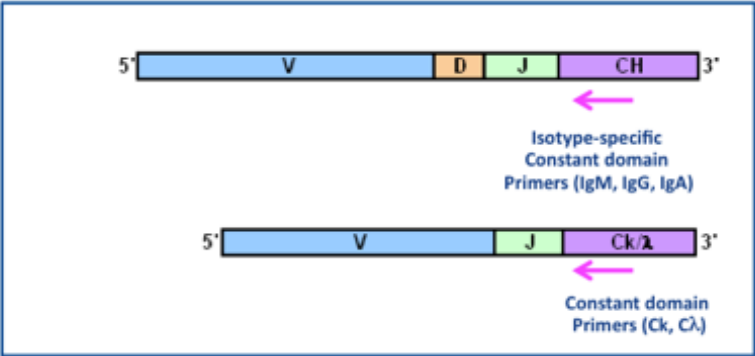 5' V D J CH 3'
Isotype-specific
Constant domain
Primers (IgM, IgG, IgA)
5' V J Ck/λ 3'
Constant domain
Primers (Ck, Cλ)